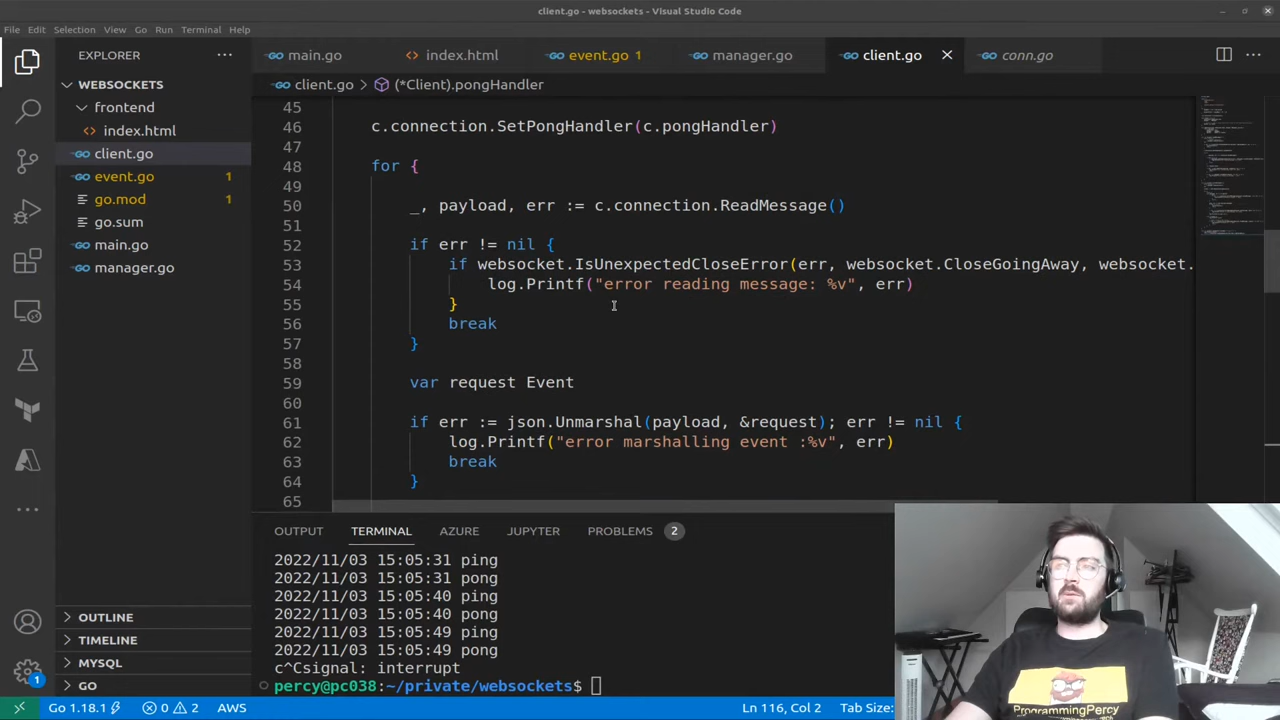 client.go - websockets - Visual Studio Code
File Edit Selection View Go Run Terminal Help
EXPLORER
main.go index.html event.go 1 manager.go client.go conn.go
client.go > (*Client).pongHandler
WEBSOCKETS
frontend
index.html
client.go
event.go 1
go.mod 1
go.sum
main.go
manager.go
OUTLINE
TIMELINE
MYSQL
GO
45
46 c.connection.SetPongHandler(c.pongHandler)
47
48 for {
49
50 _, payload, err := c.connection.ReadMessage()
51
52 if err != nil {
53 if websocket.IsUnexpectedCloseError(err, websocket.CloseGoingAway, websocket.
54 log.Printf("error reading message: %v", err)
55 }
56 break
57 }
58
59 var request Event
60
61 if err := json.Unmarshal(payload, &request); err != nil {
62 log.Printf("error marshalling event :%v", err)
63 break
64 }
65
OUTPUT TERMINAL AZURE JUPYTER PROBLEMS 2
2022/11/03 15:05:31 ping
2022/11/03 15:05:31 pong
2022/11/03 15:05:40 ping
2022/11/03 15:05:40 pong
2022/11/03 15:05:49 ping
2022/11/03 15:05:49 pong
c^Csignal: interrupt
percy@pc038:~/private/websockets$
ProgrammingPercy
1
Go 1.18.1 0 2 AWS Ln 116, Col 2 Tab Size: